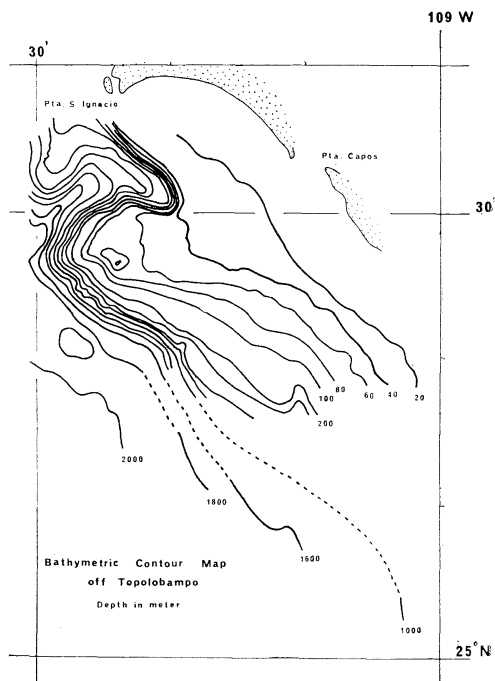 109 W
30'
Pta. S Ignacio
Pta. Capos
30'
100
80
60
40
20
200
2000
1800
1600
1000
Bathymetric Contour Map
off Topolobampo
Depth in meter
25°N